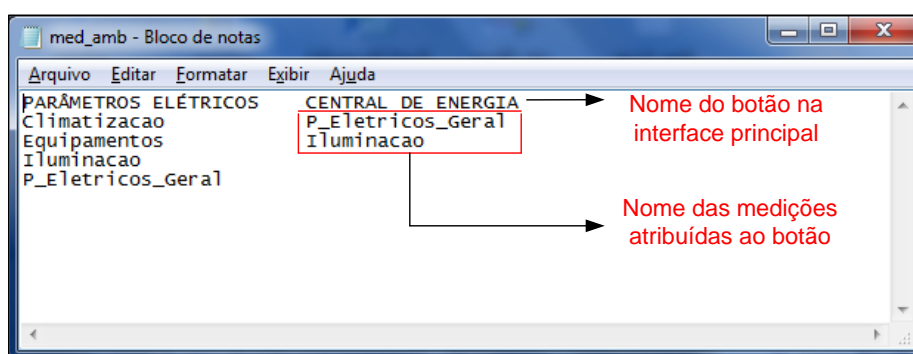 med_amb - Bloco de notas
Arquivo Editar Formatar Exibir Ajuda
PARÂMETROS ELÉTRICOS CENTRAL DE ENERGIA
Climatizacao P_Eletricos_Geral
Equipamentos Iluminacao
Iluminacao
P_Eletricos_Geral
Nome do botão na
interface principal
Nome das medições
atribuídas ao botão